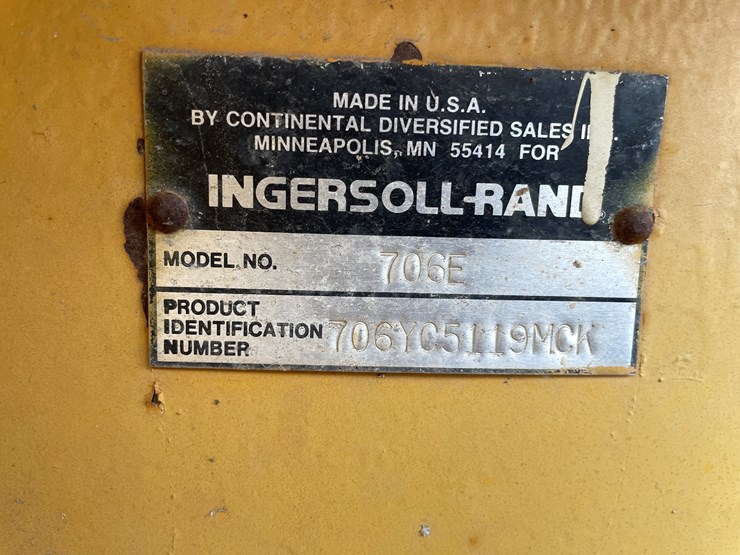 MADE IN U.S.A.
BY CONTINENTAL DIVERSIFIED SALES
MINNEAPOLIS, MN 55414 FOR
INGERSOLL-RAND
MODEL NO. 706E
PRODUCT
IDENTIFICATION 706YC5119MCK
NUMBER